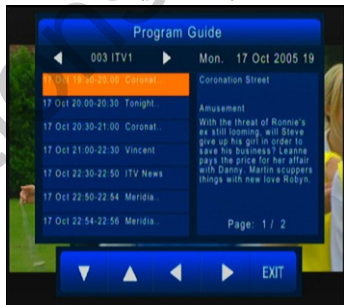 Program Guide
003 ITV1
Mon. 17 Oct 2005 19
17 Oct 19:30-20:00 Coronat..
17 Oct 20:00-20:30 Tonight..
17 Oct 20:30-21:00 Coronat..
17 Oct 21:00-22:30 Vincent
17 Oct 22:30-22:50 ITV News
17 Oct 22:50-22:54 Meridia..
17 Oct 22:54-22:56 Meridia..
Coronation Street
Amusement
With the threat of Ronnie's
ex still looming, will Steve
give up his girl in order to
save his business? Leanne
pays the price for her affair
with Danny. Martin scuppers
things with new love Robyn.
Page: 1 / 2
EXIT